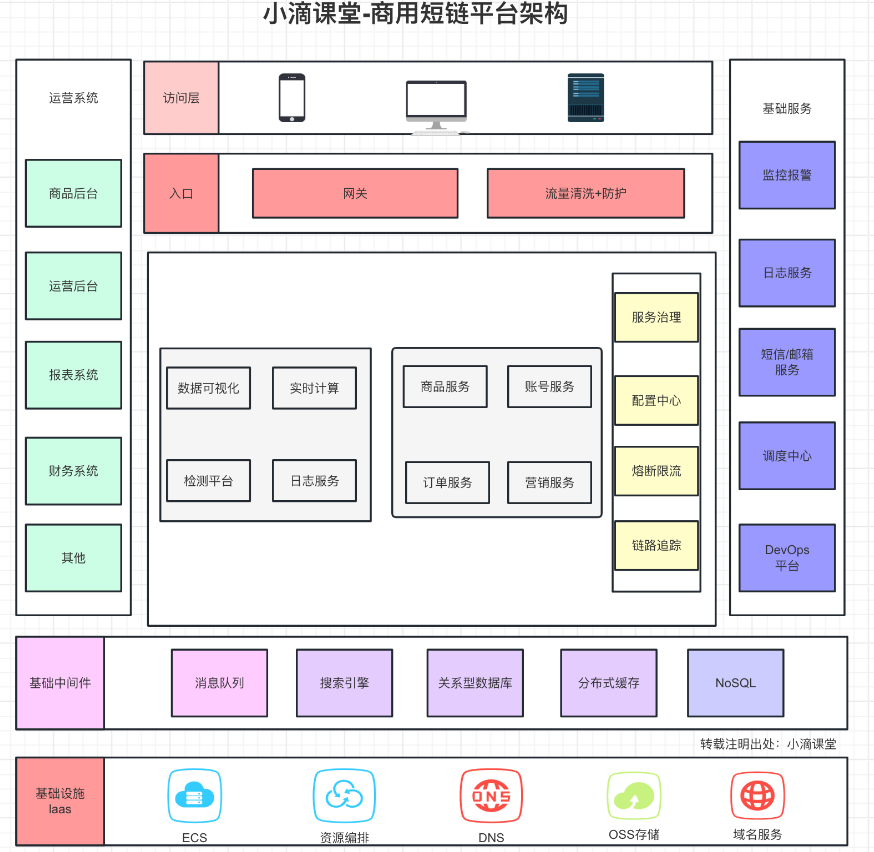 小滴课堂-商用短链平台架构
运营系统
商品后台
运营后台
报表系统
财务系统
其他
访问层
入口
网关
流量清洗+防护
数据可视化
实时计算
检测平台
日志服务
商品服务
账号服务
订单服务
营销服务
服务治理
配置中心
熔断限流
链路追踪
基础服务
监控报警
日志服务
短信/邮箱
服务
调度中心
DevOps
平台
基础中间件
消息队列
搜索引擎
关系型数据库
分布式缓存
NoSQL
转载注明出处：小滴课堂
基础设施
Iaas
ECS
资源编排
DNS
DNS
OSS存储
域名服务